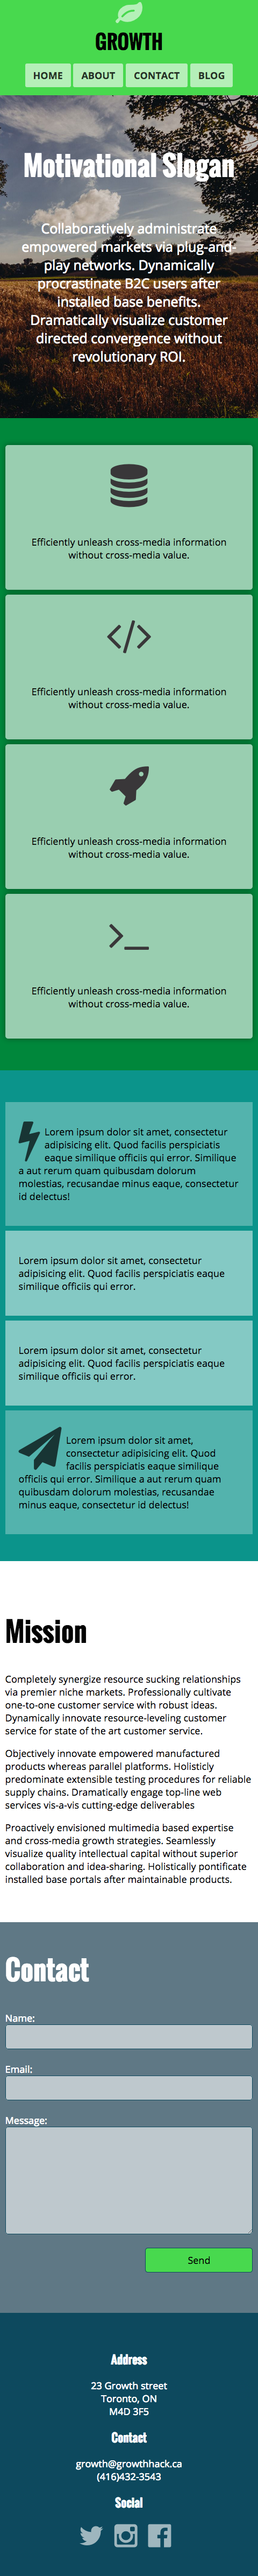 GROWTH
HOME ABOUT CONTACT BLOG
Motivational Slogan
Collaboratively administrate
empowered markets via plug-and-
play networks. Dynamically
procrastinate B2C users after
installed base benefits.
Dramatically visualize customer
directed convergence without
revolutionary ROI.
Efficiently unleash cross-media information
without cross-media value.
Efficiently unleash cross-media information
without cross-media value.
Efficiently unleash cross-media information
without cross-media value.
Efficiently unleash cross-media information
without cross-media value.
Lorem ipsum dolor sit amet, consectetur
adipisicing elit. Quod facilis perspiciatis
eaque similique officiis qui error. Similique
a aut rerum quam quibusdam dolorum
molestias, recusandae minus eaque, consectetur
id delectus!
Lorem ipsum dolor sit amet, consectetur
adipisicing elit. Quod facilis perspiciatis eaque
similique officiis qui error.
Lorem ipsum dolor sit amet, consectetur
adipisicing elit. Quod facilis perspiciatis eaque
similique officiis qui error.
Lorem ipsum dolor sit amet,
consectetur adipisicing elit. Quod
facilis perspiciatis eaque similique
officiis qui error. Similique a aut rerum quam
quibusdam dolorum molestias, recusandae
minus eaque, consectetur id delectus!
Mission
Completely synergize resource sucking relationships
via premier niche markets. Professionally cultivate
one-to-one customer service with robust ideas.
Dynamically innovate resource-leveling customer
service for state of the art customer service.
Objectively innovate empowered manufactured
products whereas parallel platforms. Holisticly
predominate extensible testing procedures for reliable
supply chains. Dramatically engage top-line web
services vis-a-vis cutting-edge deliverables
Proactively envisioned multimedia based expertise
and cross-media growth strategies. Seamlessly
visualize quality intellectual capital without superior
collaboration and idea-sharing. Holistically pontificate
installed base portals after maintainable products.
Contact
Name:
Email:
Message:
Send
Address
23 Growth street
Toronto, ON
M4D 3F5
Contact
growth@growthhack.ca
(416)432-3543
Social